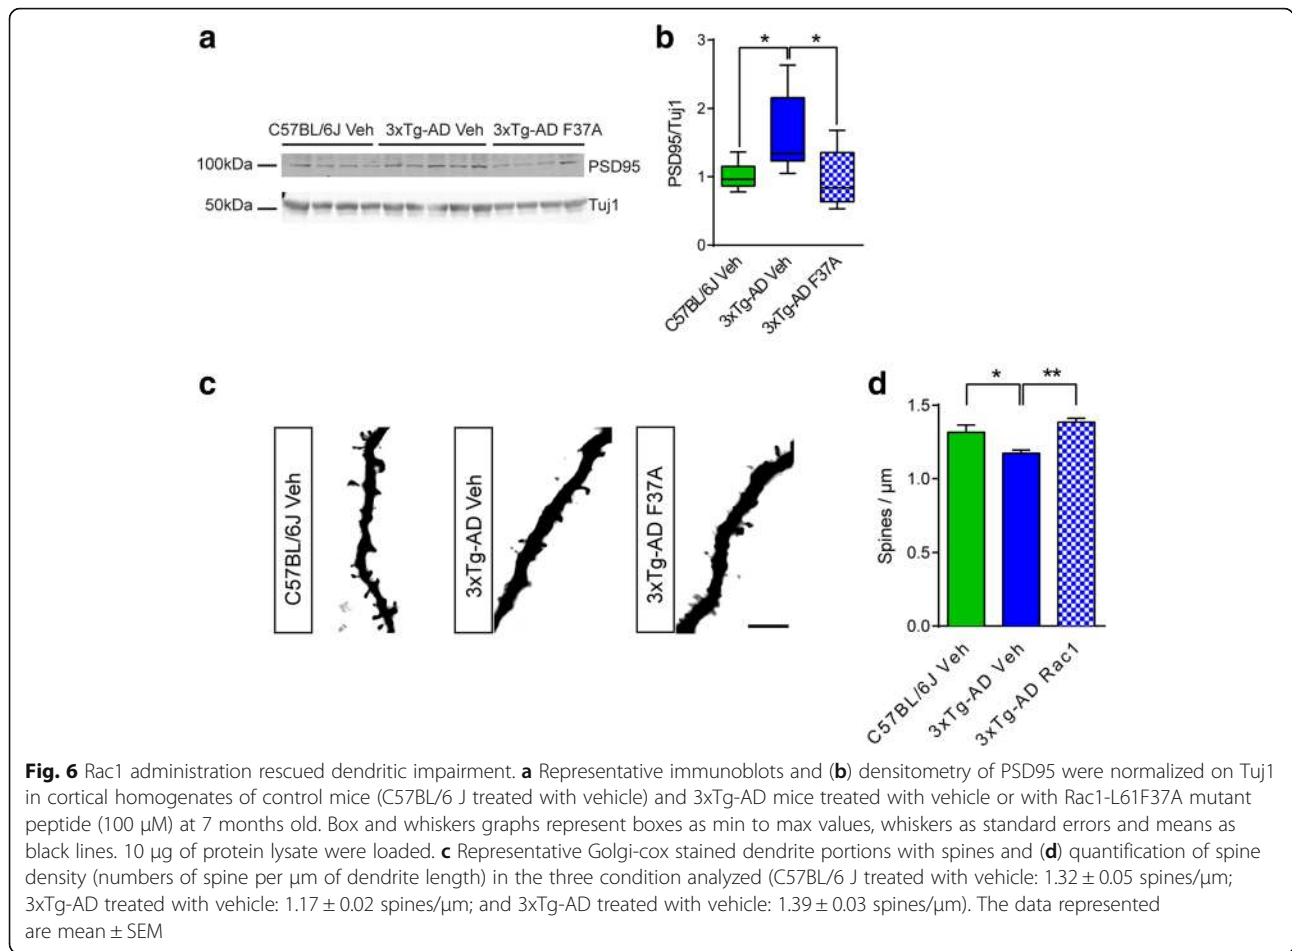 a
C57BL/6J Veh 3xTg-AD Veh 3xTg-AD F37A
100kDa
PSD95
50kDa
Tuj1
b
* *
3
2
1
0
PSD95/Tuj1
C57BL/6J Veh
3xTg-AD Veh
3xTg-AD F37A
c
C57BL/6J Veh
3xTg-AD Veh
3xTg-AD F37A
d
* **
1.5
1.0
0.5
0.0
Spines / µm
C57BL/6J Veh
3xTg-AD Veh
3xTg-AD Rac1
Fig. 6 Rac1 administration rescued dendritic impairment. a Representative immunoblots and (b) densitometry of PSD95 were normalized on Tuj1
in cortical homogenates of control mice (C57BL/6 J treated with vehicle) and 3xTg-AD mice treated with vehicle or with Rac1-L61F37A mutant
peptide (100 µM) at 7 months old. Box and whiskers graphs represent boxes as min to max values, whiskers as standard errors and means as
black lines. 10 µg of protein lysate were loaded. c Representative Golgi-cox stained dendrite portions with spines and (d) quantification of spine
density (numbers of spine per µm of dendrite length) in the three condition analyzed (C57BL/6 J treated with vehicle: 1.32 ± 0.05 spines/µm;
3xTg-AD treated with vehicle: 1.17 ± 0.02 spines/µm; and 3xTg-AD treated with vehicle: 1.39 ± 0.03 spines/µm). The data represented
are mean ± SEM